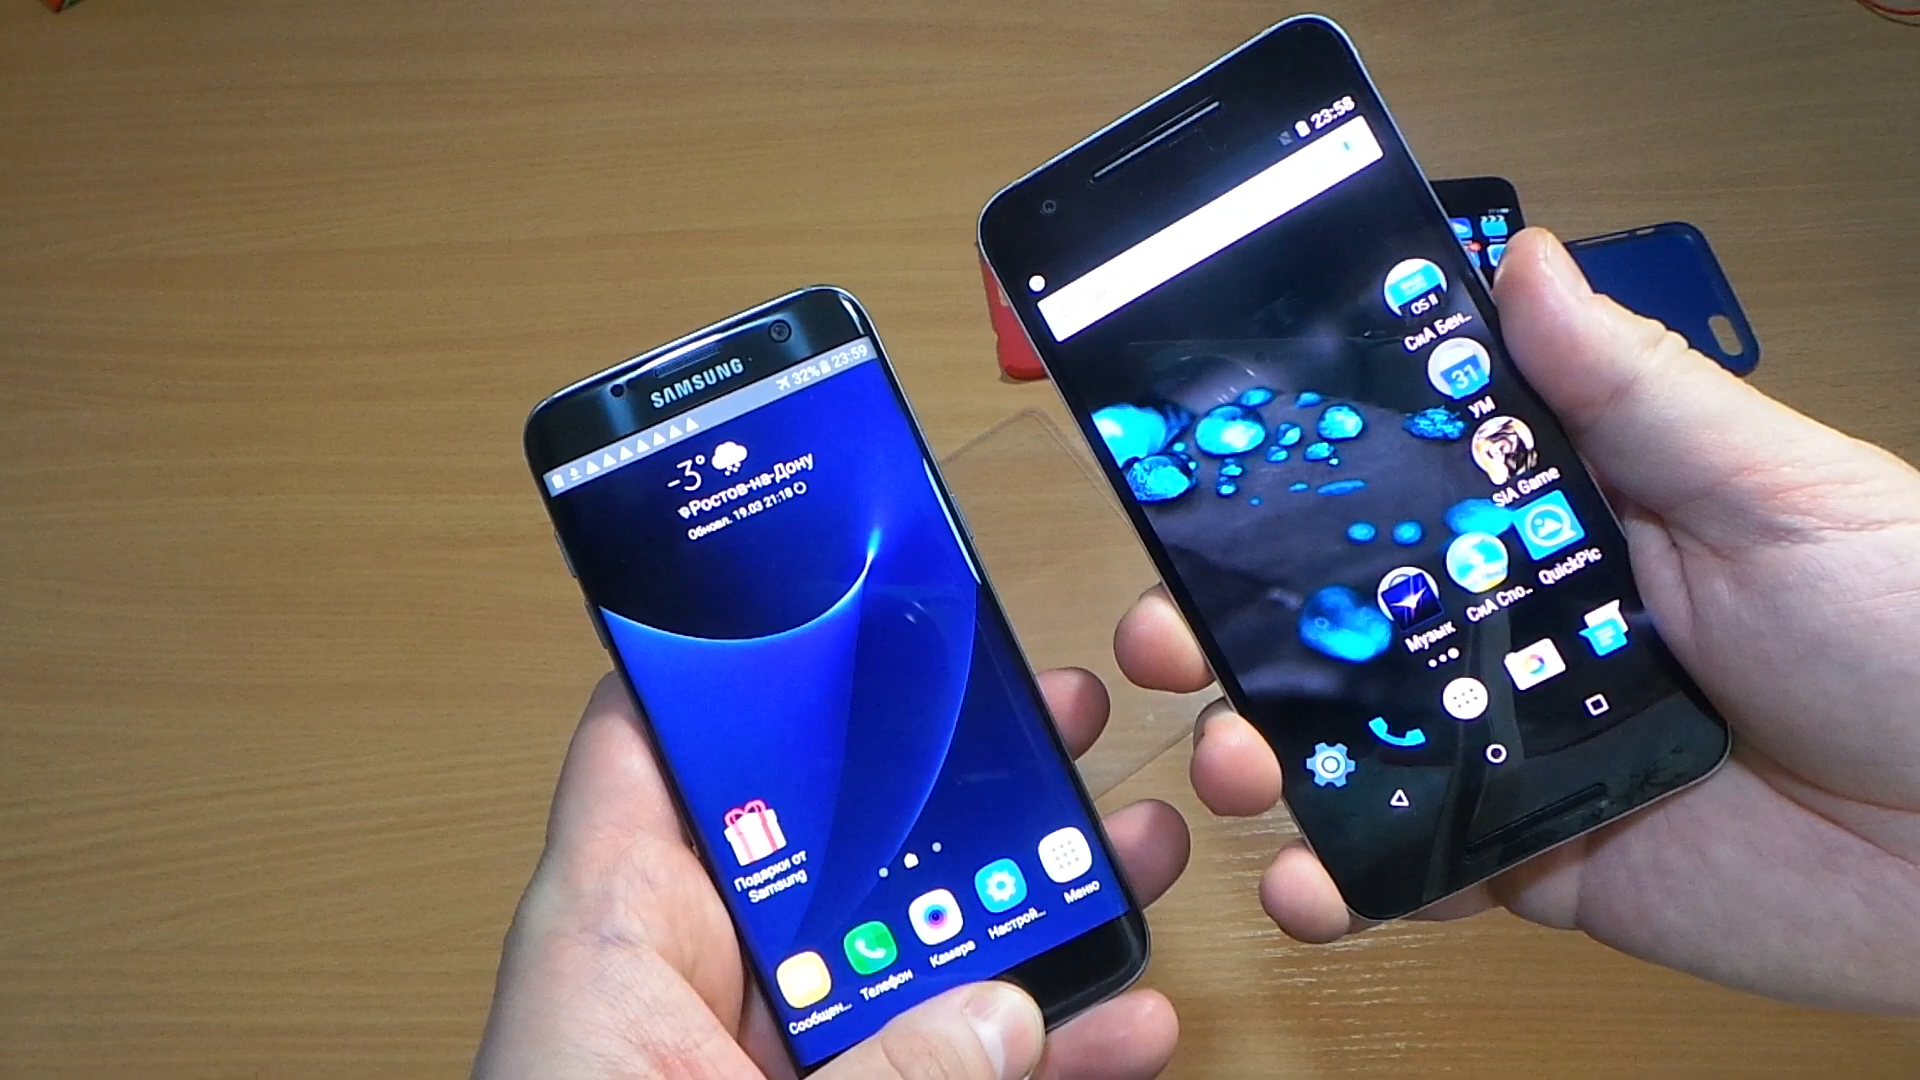 SAMSUNG
32% 23:59
-3°
Ростов-на-Дону
Обновл. 19.03 21:18
Подарки от
Samsung
Сообщен...
Телефон
Камера
Настрой...
Меню
23:58
OS II
СиА Бен...
31
УМ
SIA Game
QuickPic
СиА Спо...
Музык